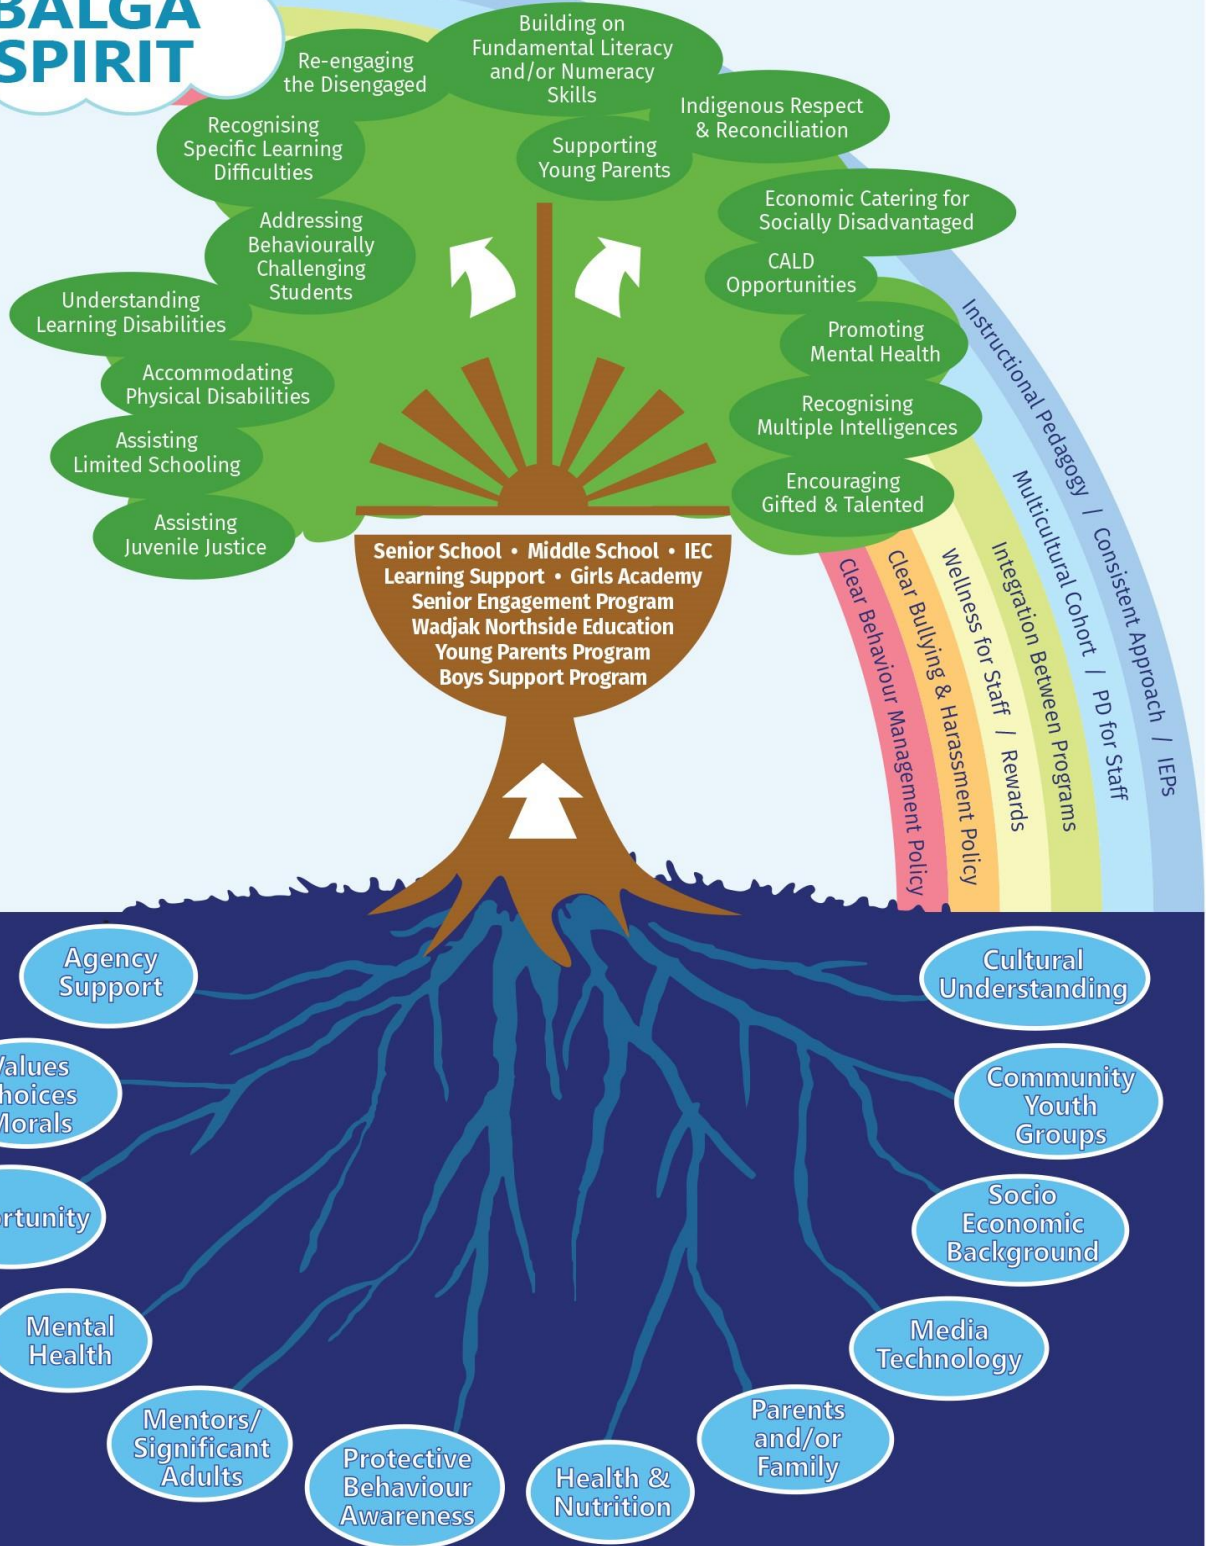 BALGA
SPIRIT
Re-engaging
the Disengaged
Building on
Fundamental Literacy
and/or Numeracy
Skills
Indigenous Respect
& Reconciliation
Recognising
Specific Learning
Difficulties
Supporting
Young Parents
Economic Catering for
Socially Disadvantaged
Addressing
Behaviourally
Challenging
Students
CALD
Opportunities
Understanding
Learning Disabilities
Promoting
Mental Health
Accommodating
Physical Disabilities
Recognising
Multiple Intelligences
Assisting
Limited Schooling
Encouraging
Gifted & Talented
Assisting
Juvenile Justice
Senior School • Middle School • IEC
Learning Support • Girls Academy
Senior Engagement Program
Wadjak Northside Education
Young Parents Program
Boys Support Program
Clear Behaviour Management Policy
Clear Bullying & Harassment Policy
Wellness for Staff / Rewards
Integration Between Programs
Multicultural Cohort / PD for Staff
Instructional Pedagogy / Consistent Approach / IEPs
Agency
Support
Cultural
Understanding
Community
Youth
Groups
Socio
Economic
Background
Mental
Health
Media
Technology
Mentors/
Significant
Adults
Protective
Behaviour
Awareness
Health &
Nutrition
Parents
and/or
Family